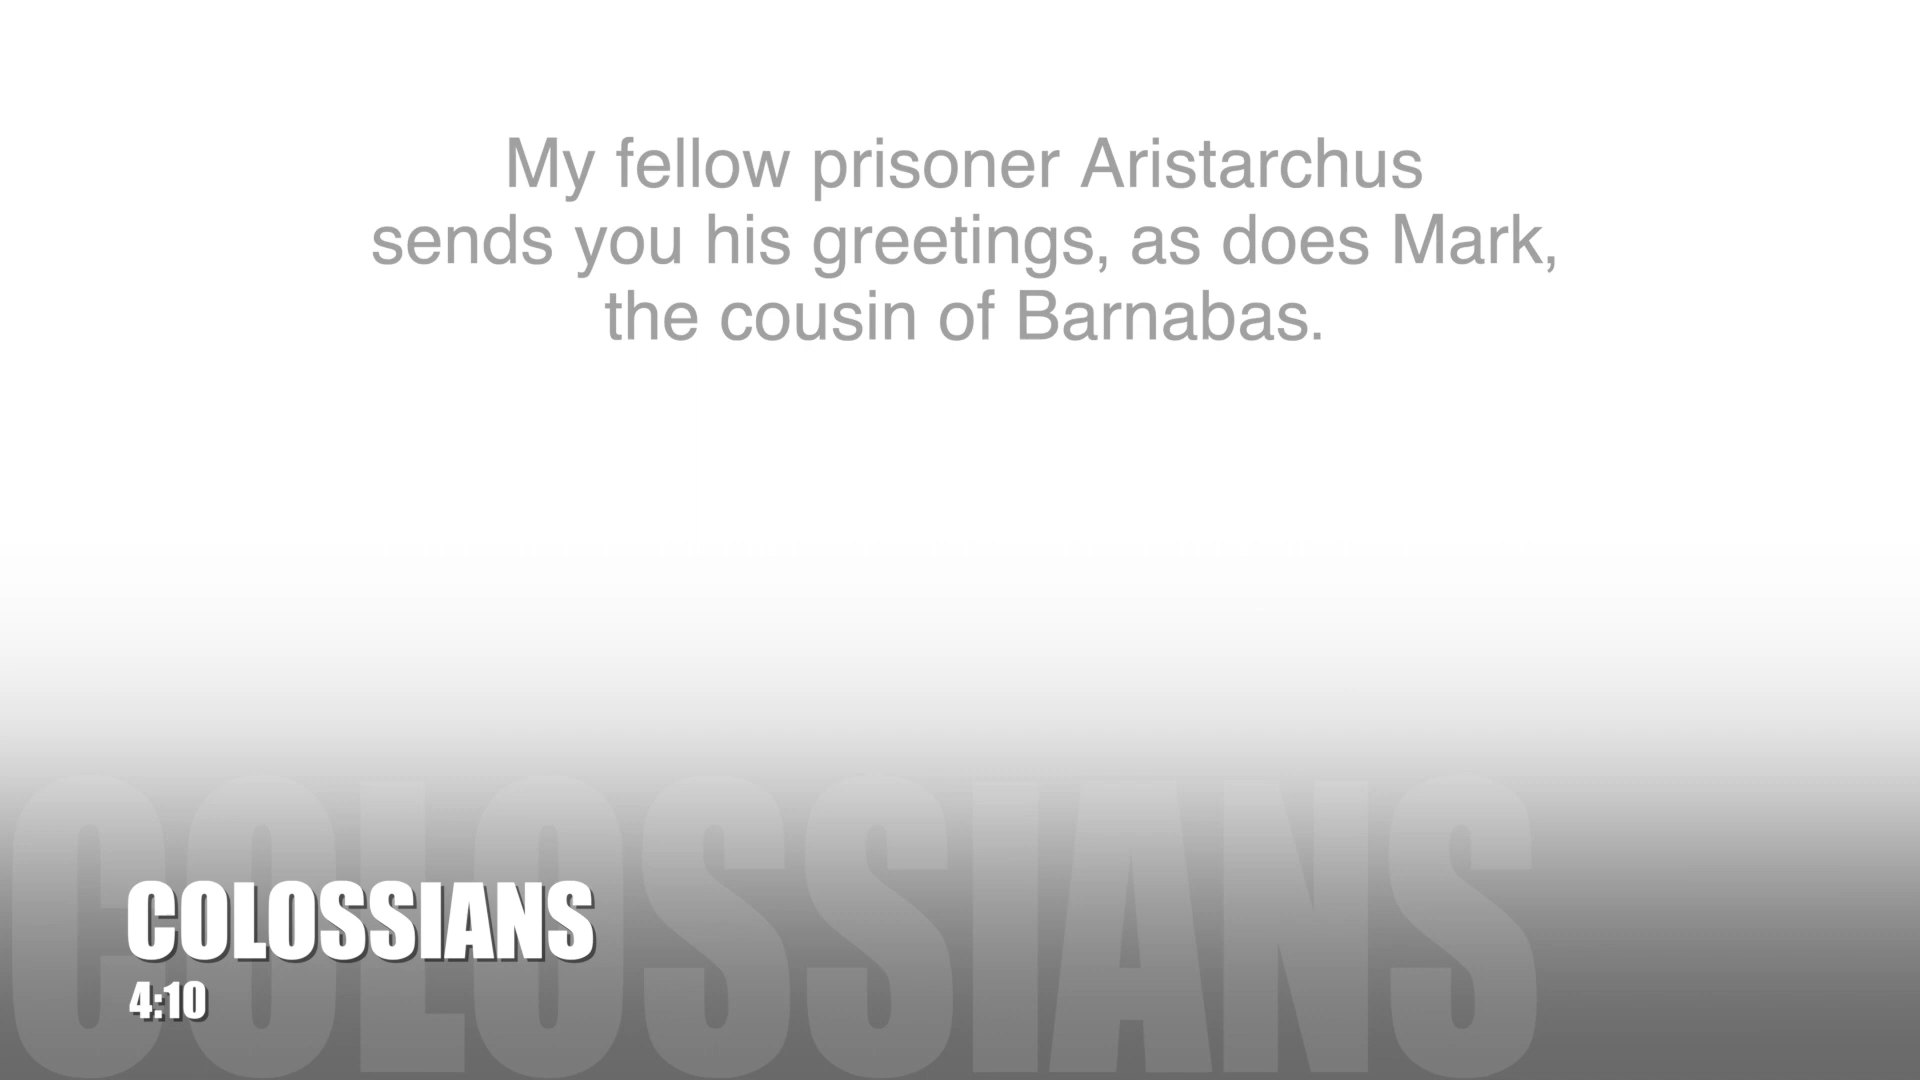 My fellow prisoner Aristarchus
sends you his greetings, as does Mark,
the cousin of Barnabas.
COLOSSIANS
COLOSSIANS
4:10